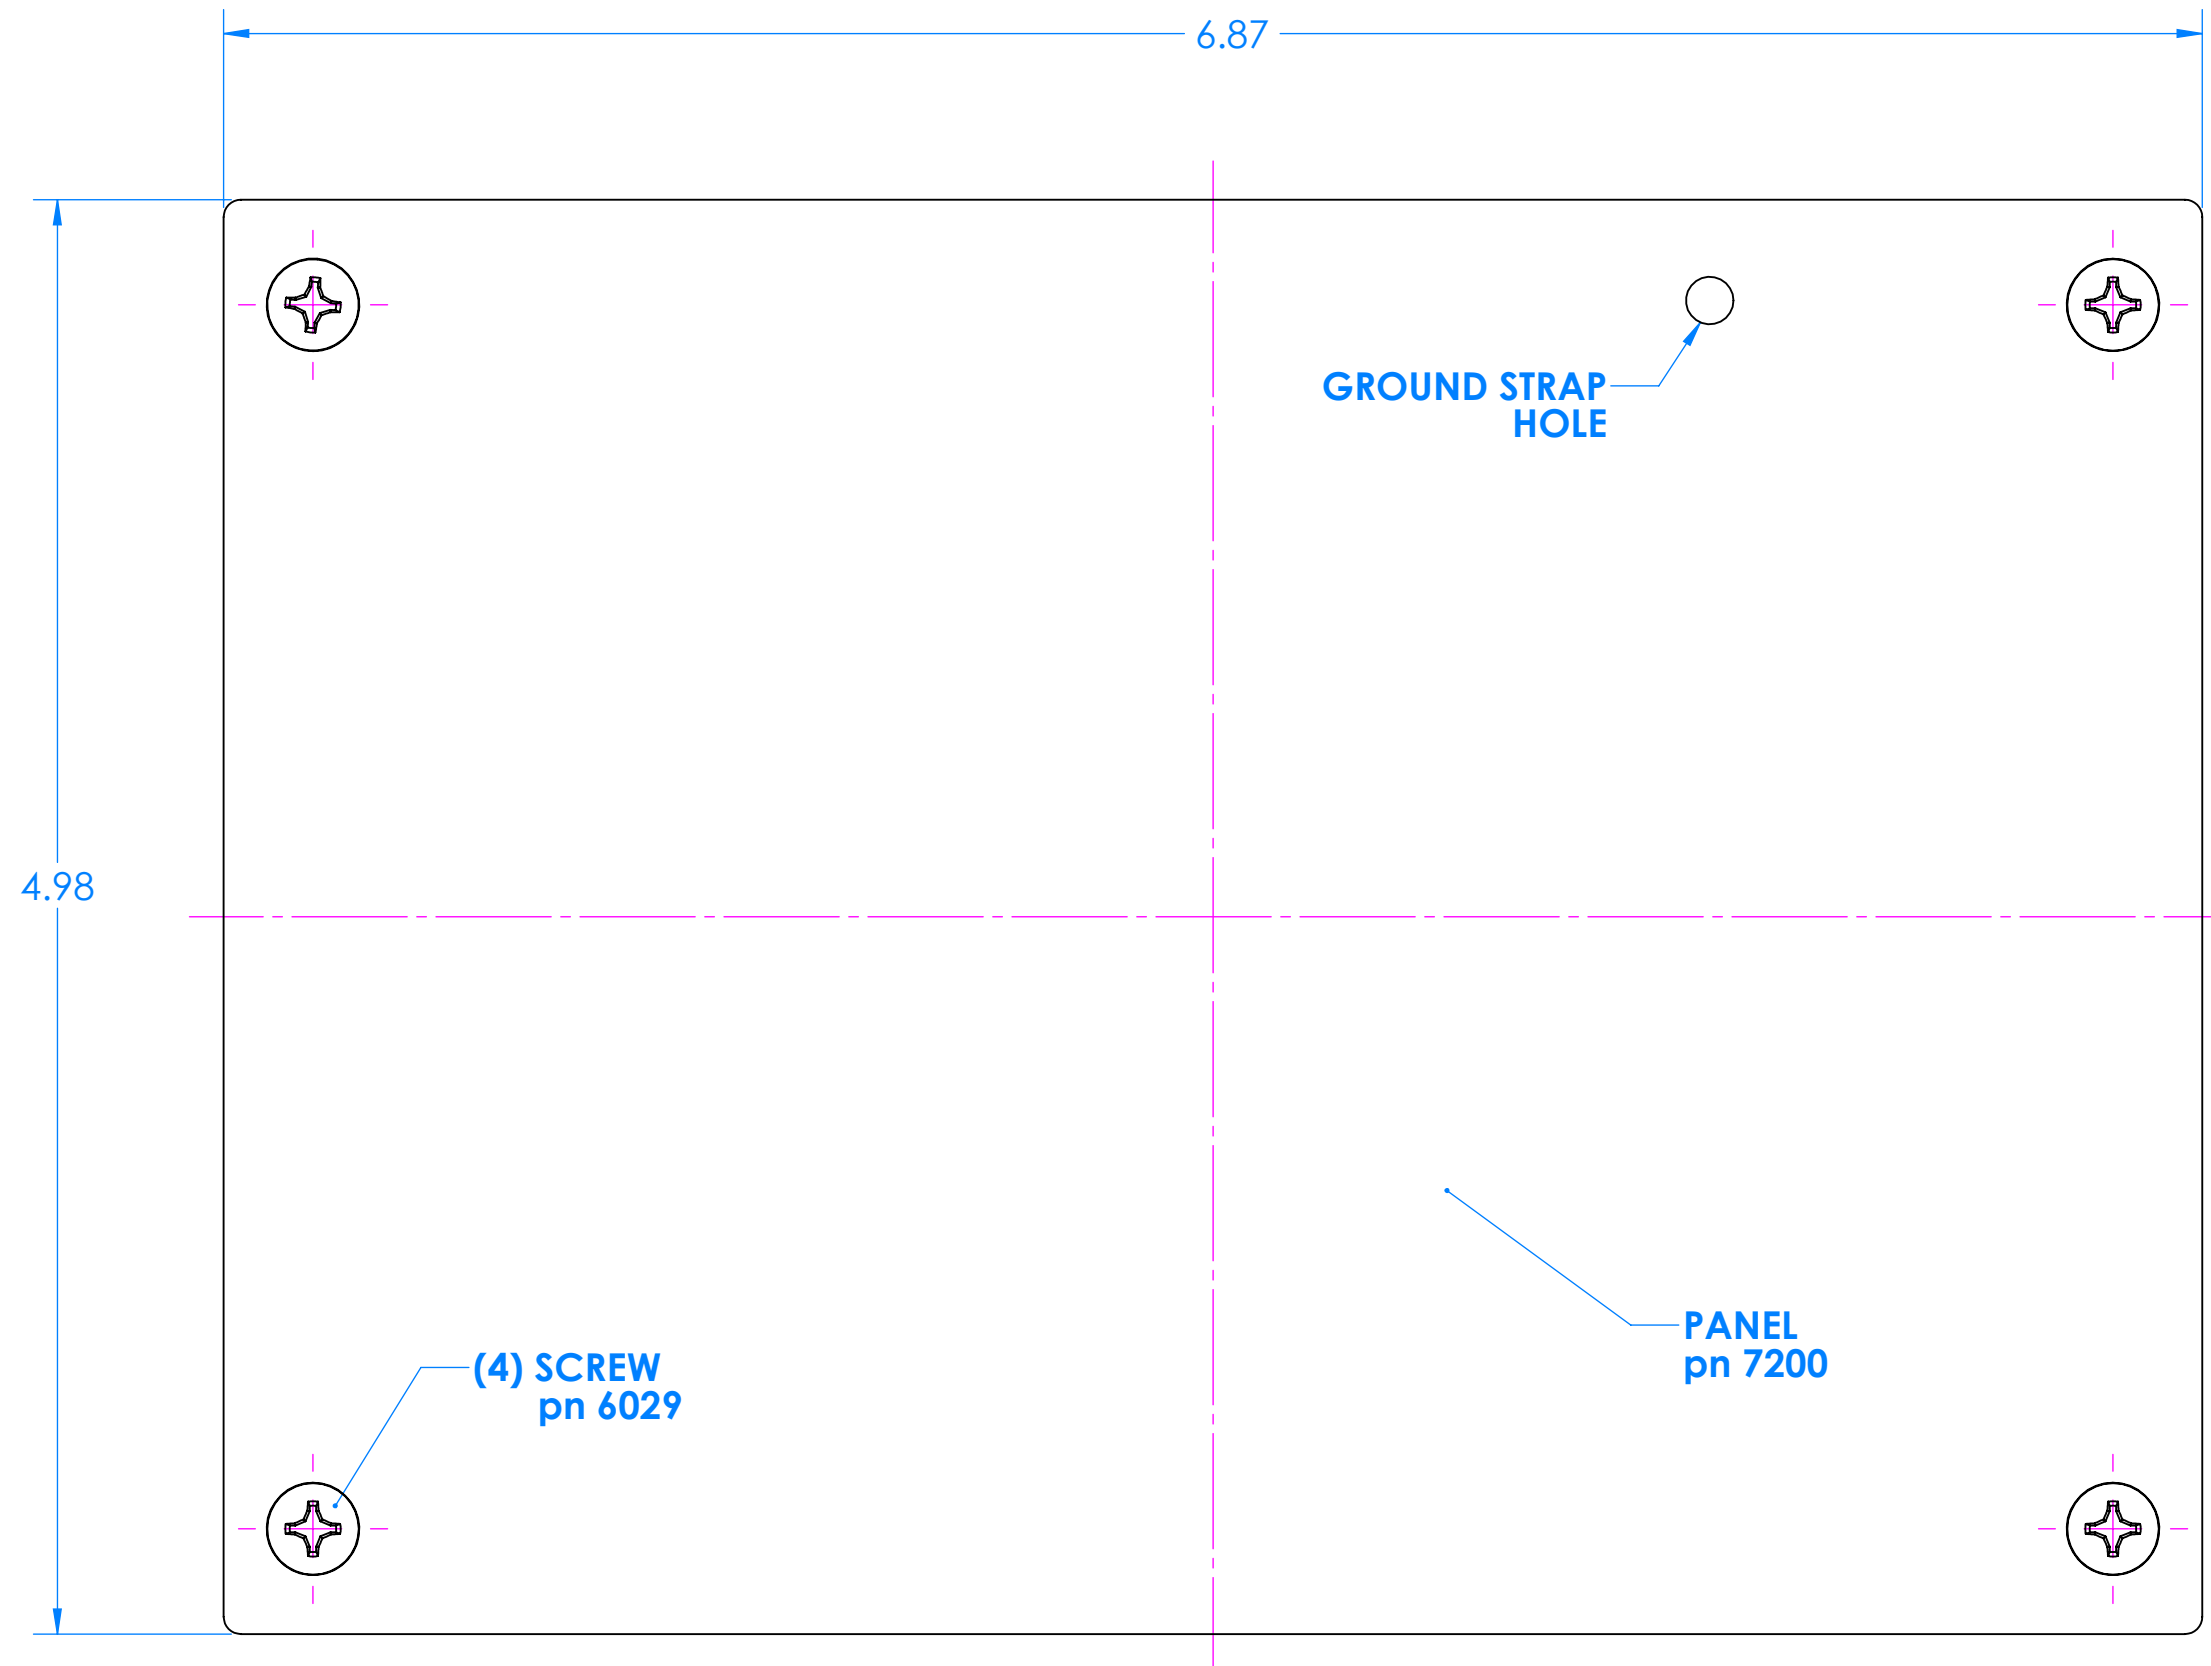 6.87
GROUND STRAP
HOLE
4.98
PANEL
pn 7200
(4) SCREW
pn 6029